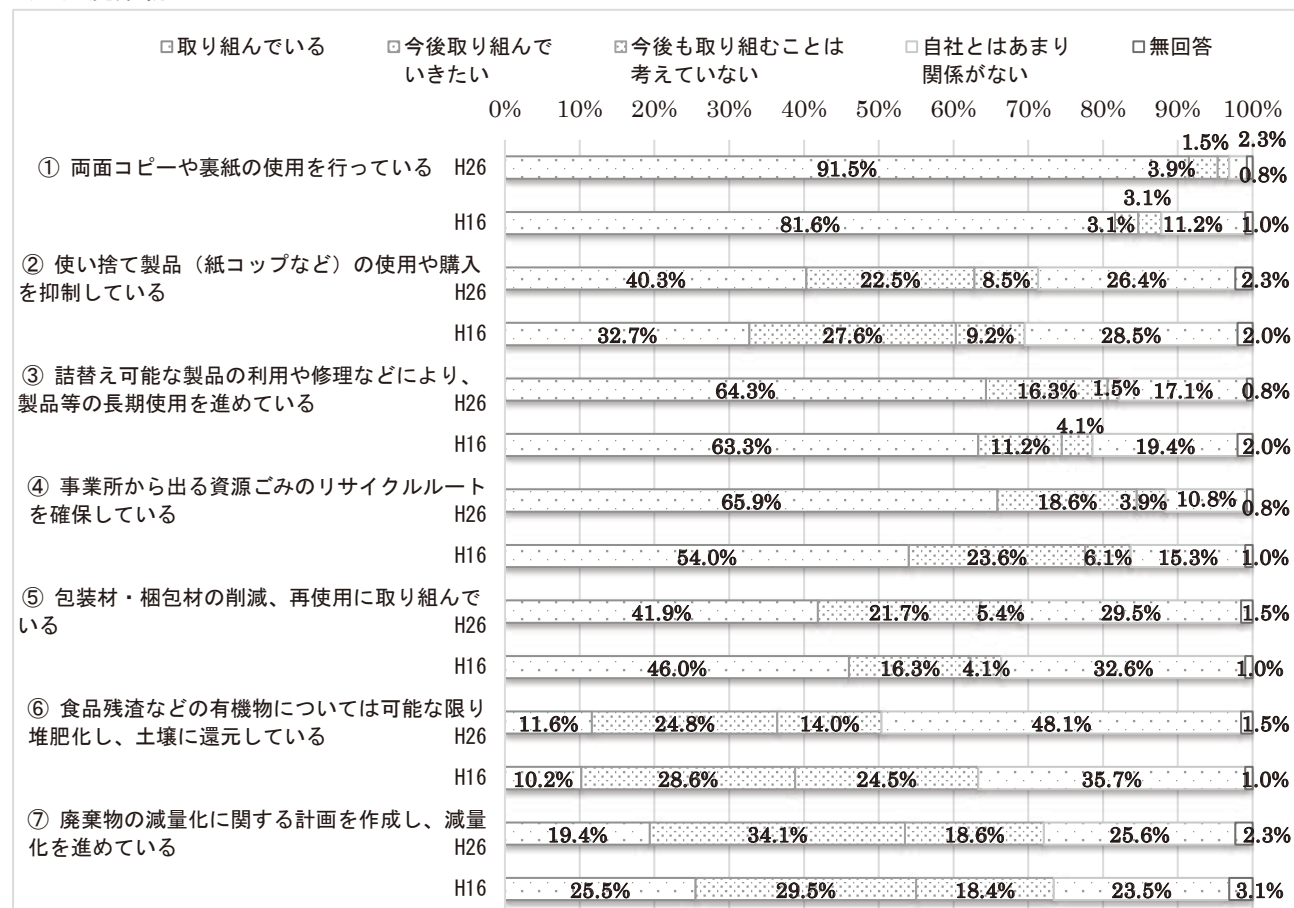 取り組んでいる 今後取り組んで 今後も取り組むことは 自社とはあまり 無回答
いきたい 考えていない 関係がない
0% 10% 20% 30% 40% 50% 60% 70% 80% 90% 100%
1.5% 2.3%
① 両面コピーや裏紙の使用を行っている H26 91.5% 3.9% 0.8%
3.1%
H16 81.6% 3.1% 11.2% 1.0%
② 使い捨て製品（紙コップなど）の使用や購入
を抑制している H26 40.3% 22.5% 8.5% 26.4% 2.3%
H16 32.7% 27.6% 9.2% 28.5% 2.0%
③ 詰替え可能な製品の利用や修理などにより、
製品等の長期使用を進めている H26 64.3% 16.3% 1.5% 17.1% 0.8%
4.1%
H16 63.3% 11.2% 19.4% 2.0%
④ 事業所から出る資源ごみのリサイクルルート
を確保している H26 65.9% 18.6% 3.9% 10.8% 0.8%
H16 54.0% 23.6% 6.1% 15.3% 1.0%
⑤ 包装材・梱包材の削減、再使用に取り組んで
いる H26 41.9% 21.7% 5.4% 29.5% 1.5%
H16 46.0% 16.3% 4.1% 32.6% 1.0%
⑥ 食品残渣などの有機物については可能な限り
堆肥化し、土壌に還元している H26 11.6% 24.8% 14.0% 48.1% 1.5%
H16 10.2% 28.6% 24.5% 35.7% 1.0%
⑦ 廃棄物の減量化に関する計画を作成し、減量
化を進めている H26 19.4% 34.1% 18.6% 25.6% 2.3%
H16 25.5% 29.5% 18.4% 23.5% 3.1%